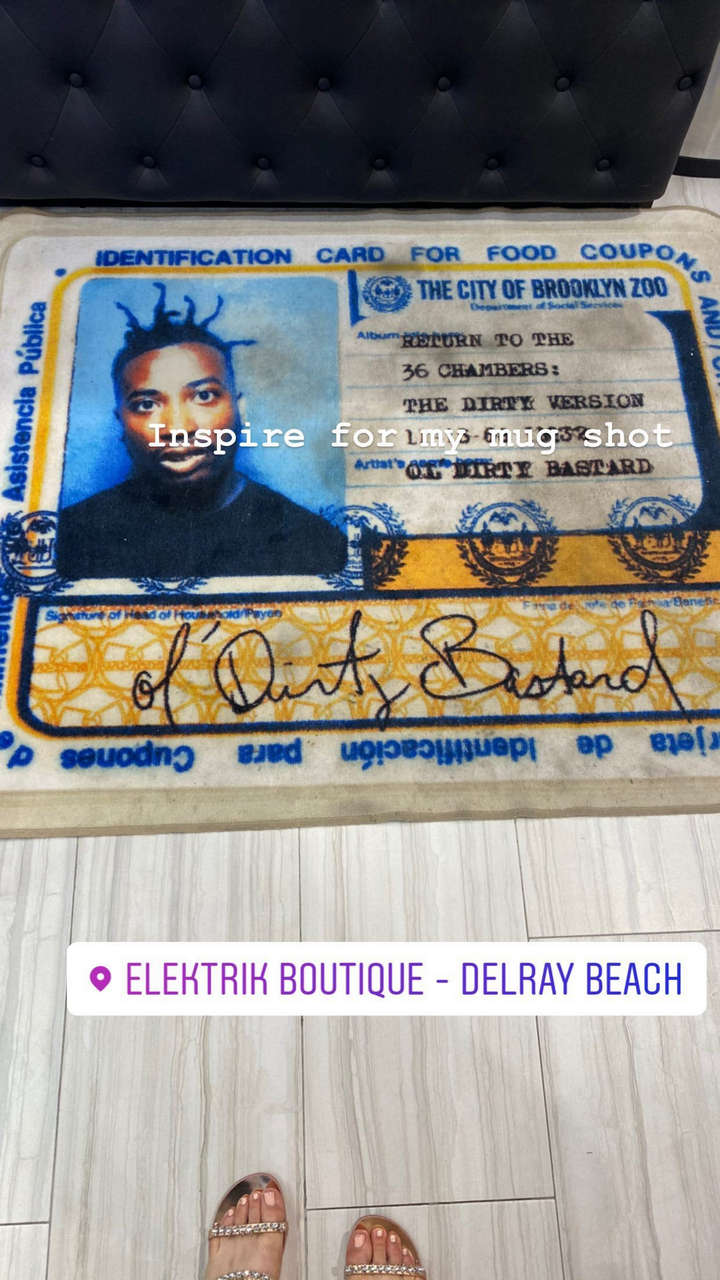 IDENTIFICATION CARD FOR FOOD COUPONS AND
Asistencia Pública
THE CITY OF BROOKLYN ZOO
Department of Social Services
RETURN TO THE
36 CHAMBERS:
THE DIRTY VERSION
Inspire for my mug shot
Artist's
OL DIRTY BASTARD
Signature of Head of Household/Payee
ol' Dirty Bastard
de Identificación para Cupones
ELEKTRIK BOUTIQUE - DELRAY BEACH